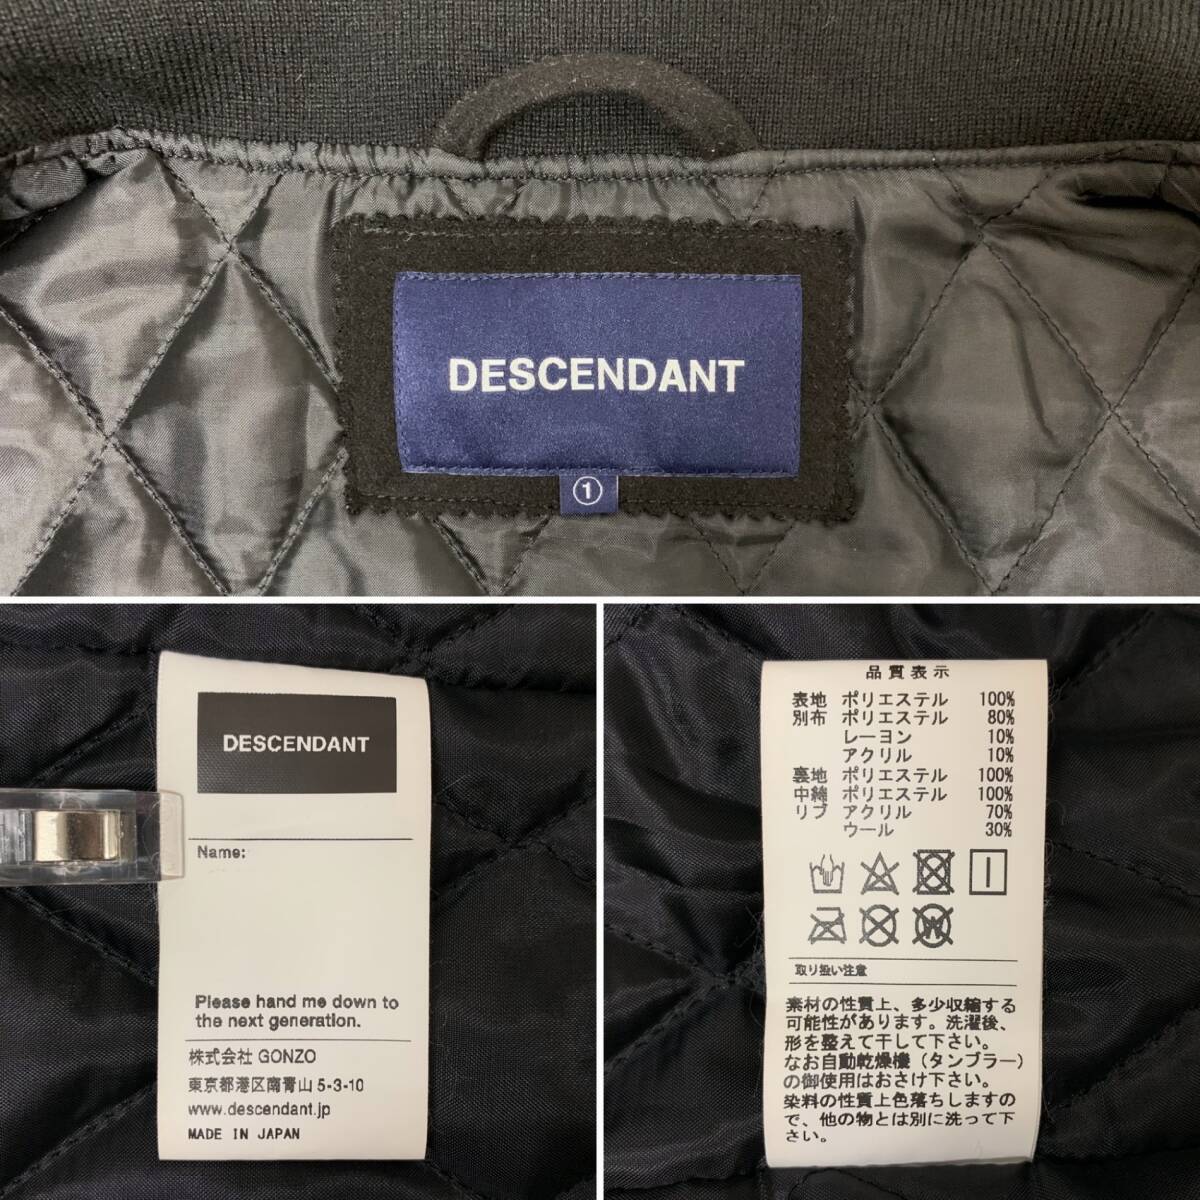 DESCENDANT
①
DESCENDANT
Name:
Please hand me down to
the next generation.
株式会社 GONZO
東京都港区南青山 5-3-10
www.descendant.jp
MADE IN JAPAN
品質表示
表地 ポリエステル 100%
別布 ポリエステル 80%
レーヨン 10%
アクリル 10%
裏地 ポリエステル 100%
中綿 ポリエステル 100%
リブ アクリル 70%
ウール 30%
W
取り扱い注意
素材の性質上、多少収縮する
可能性があります。洗濯後、
形を整えて干して下さい。
なお自動乾燥機(タンブラー)
の御使用はおさけ下さい。
染料の性質上色落ちしますの
で、他の物とは別に洗って下
さい。